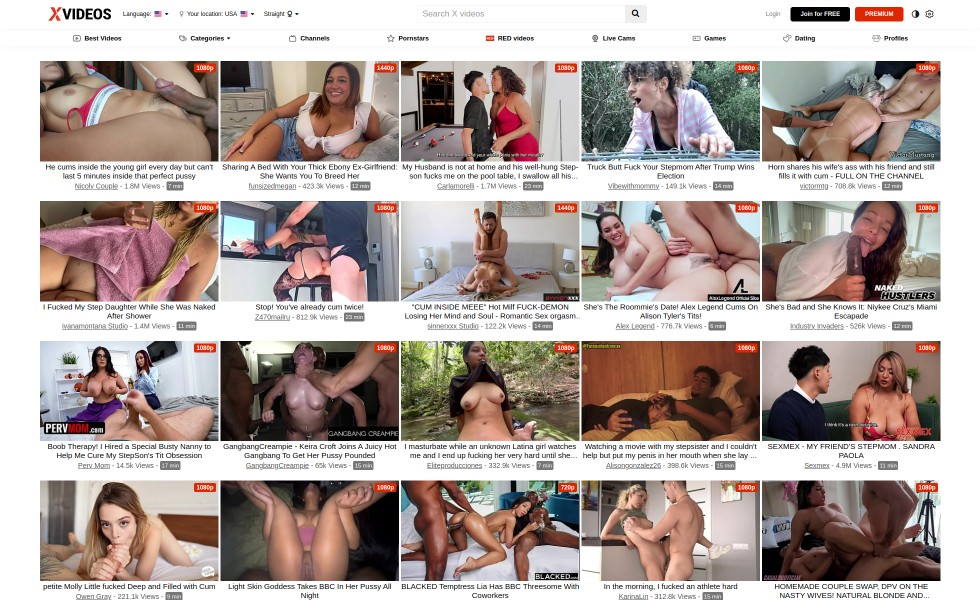 XVIDEOS
Language:
Your location: USA
Straight
Search X videos
Login
Join for FREE
PREMIUM
Best Videos
Categories
Channels
Pornstars
RED videos
Live Cams
Games
Dating
Profiles
1080p
1440p
1080p
1080p
1080p
He cums inside the young girl every day but can't
last 5 minutes inside that perfect pussy
Nicoly Couple - 1.8M Views - 7 min
Sharing A Bed With Your Thick Ebony Ex-Girlfriend:
She Wants You To Breed Her
funsizedmegan - 423.3k Views - 12 min
My Husband is not at home and his well-hung Step-
son fucks me on the pool table, I swallow all his...
Carlamorelli - 1.7M Views - 23 min
Truck Butt Fuck Your Stepmom After Trump Wins
Election
Vibewithmommy - 149.1k Views - 14 min
Horn shares his wife's ass with his friend and still
fills it with cum - FULL ON THE CHANNEL
victormtg - 708.8k Views - 12 min
1080p
1080p
1440p
1080p
1080p
AlexLegend Official Site
NAKED
HUSTLERS
I Fucked My Step Daughter While She Was Naked
After Shower
ivanamontana Studio - 1.4M Views - 11 min
Stop! You've already cum twice!
Z470mailru - 812.9k Views - 23 min
"CUM INSIDE MEEE" Hot Milf FUCK-DEMON
Losing Her Mind and Soul - Romantic Sex orgasm..
sinnerxxx Studio - 122.2k Views - 14 min
She's The Roommie's Date! Alex Legend Cums On
Alison Tyler's Tits!
Alex Legend - 776.7k Views - 6 min
She's Bad and She Knows It: Niykee Cruz's Miami
Escapade
Industry Invaders - 526k Views - 12 min
1080p
1080p
1080p
1080p
1080p
PERVMOM.com
GANGBANG CREAMPIE
SEXMEX
Boob Therapy! I Hired a Special Busty Nanny to
Help Me Cure My StepSon's Tit Obsession
Perv Mom - 14.5k Views - 17 min
GangbangCreampie - Keira Croft Joins A Juicy Hot
Gangbang To Get Her Pussy Pounded
GangbangCreampie - 65k Views - 15 min
I masturbate while an unknown Latina girl watches
me and I end up fucking her very hard until she...
Eliteproducciones - 332.9k Views - 7 min
Watching a movie with my stepsister and I couldn't
help but put my penis in her mouth when she lay ...
Alisongonzalez26 - 398.6k Views - 15 min
SEXMEX - MY FRIEND'S STEPMOM . SANDRA
PAOLA
Sexmex - 4.9M Views - 11 min
1080p
1080p
720p
1080p
1080p
BLACKED
petite Molly Little fucked Deep and Filled with Cum
Owen Gray - 221.1k Views - 9 min
Light Skin Goddess Takes BBC In Her Pussy All
Night
BLACKED Temptress Lia Has BBC Threesome With
Coworkers
In the morning, I fucked an athlete hard
KarinaLin - 312.8k Views - 15 min
HOMEMADE COUPLE SWAP, DPV ON THE
NASTY WIVES! NATURAL BLONDE AND...